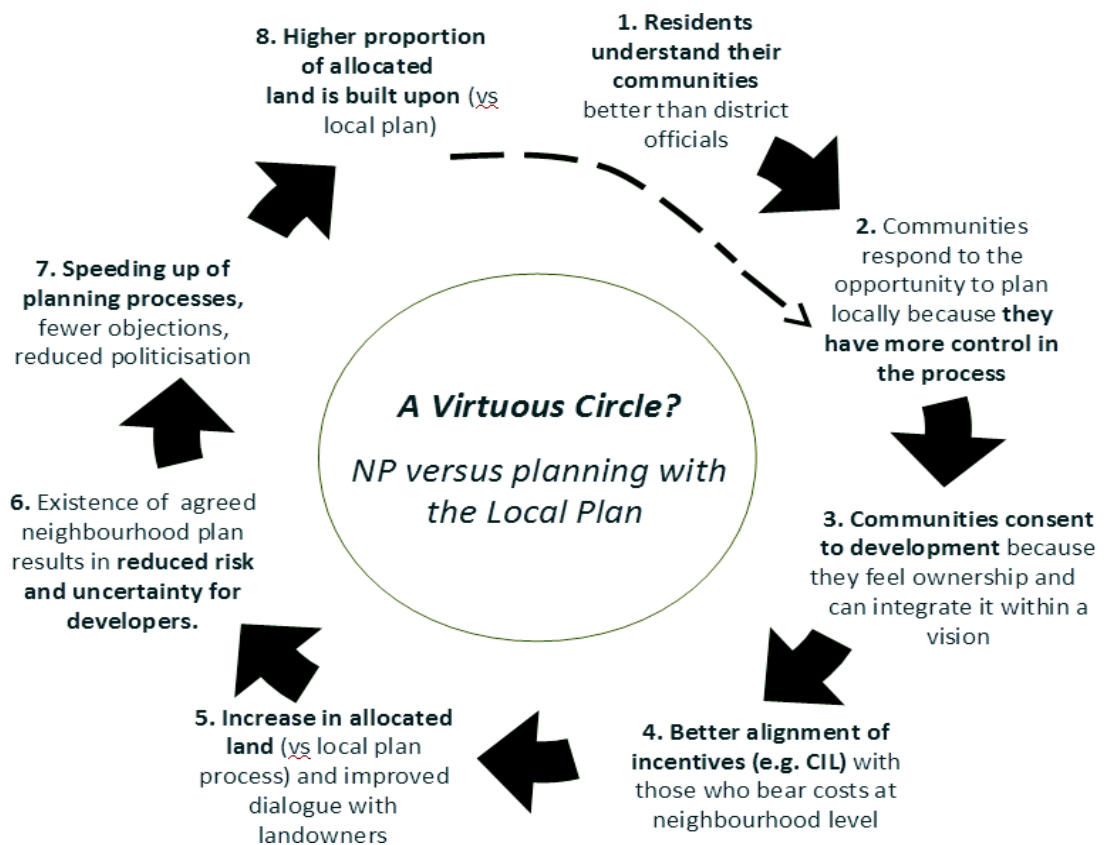 1. Residents
understand their
communities
better than district
officials
2. Communities
respond to the
opportunity to plan
locally because they
have more control in
the process
3. Communities consent
to development because
they feel ownership and
can integrate it within a
vision
4. Better alignment of
incentives (e.g. CIL) with
those who bear costs at
neighbourhood level
5. Increase in allocated
land (vs local plan
process) and improved
dialogue with
landowners
6. Existence of agreed
neighbourhood plan
results in reduced risk
and uncertainty for
developers.
7. Speeding up of
planning processes,
fewer objections,
reduced politicisation
8. Higher proportion
of allocated
land is built upon (vs
local plan)
A Virtuous Circle?
NP versus planning with
the Local Plan